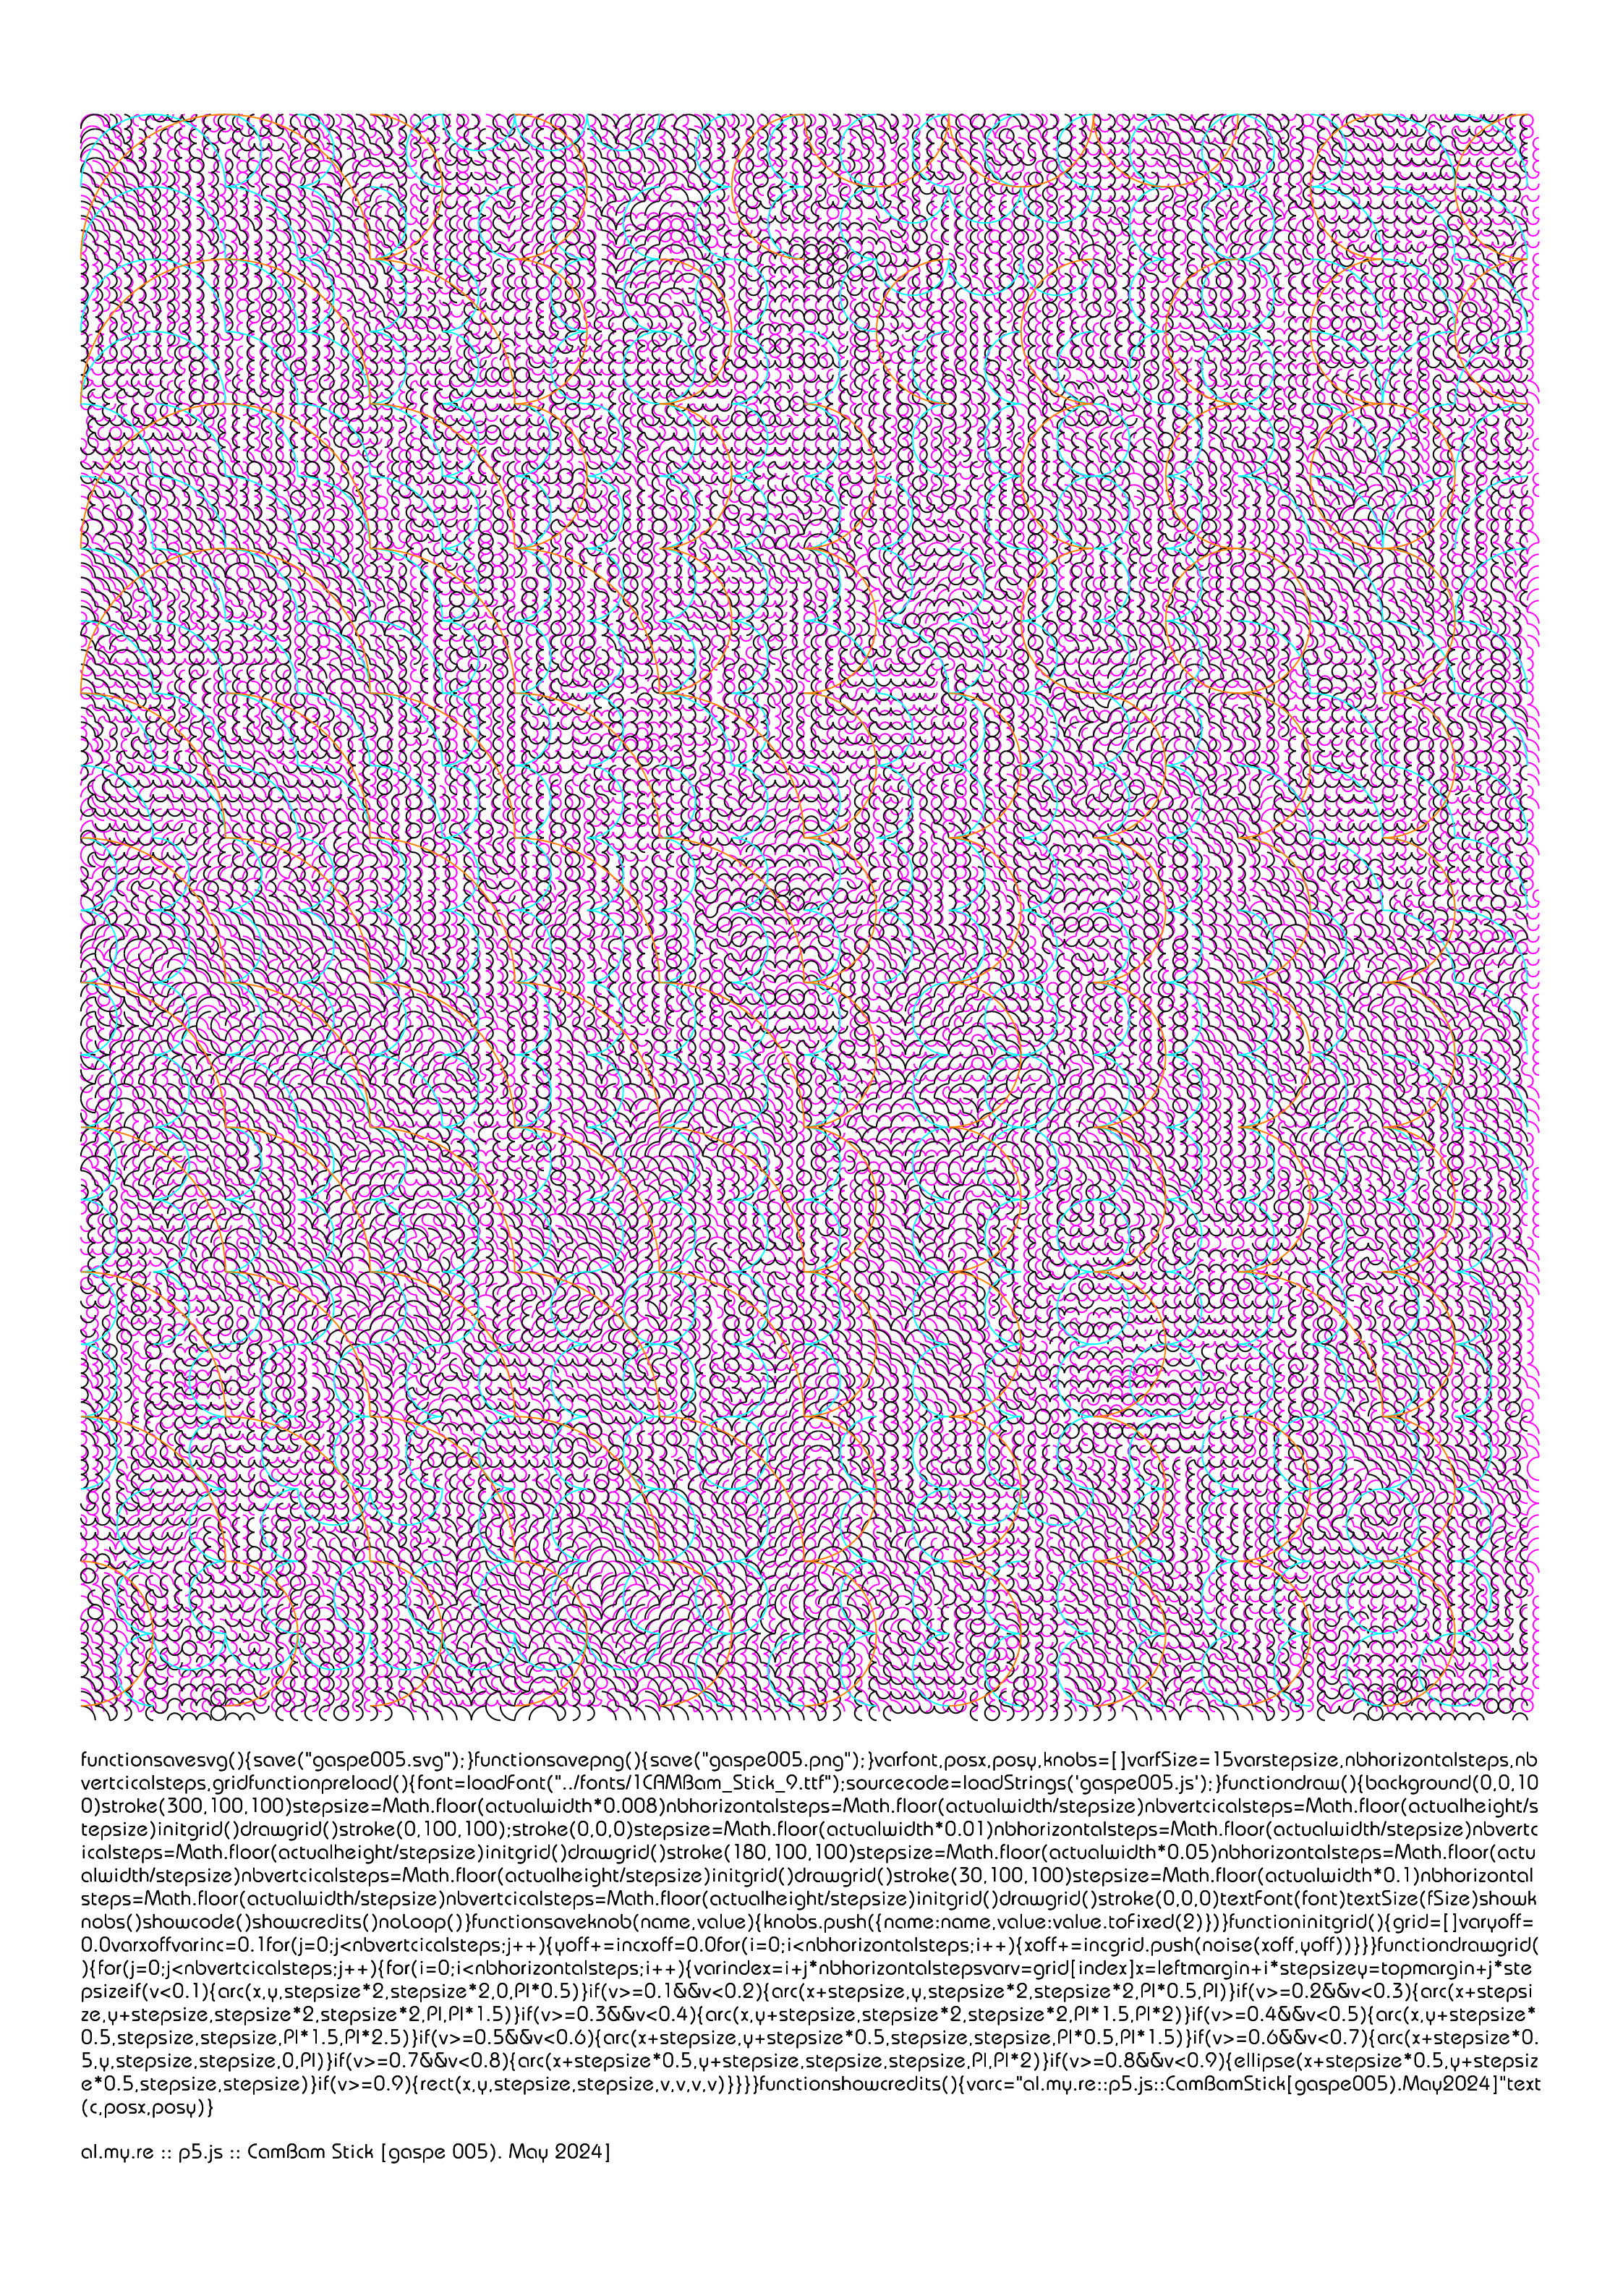 functionsavesvg(){save("gaspe005.svg");}functionsavepng(){save("gaspe005.png");}varfont,posx,posy,knobs=[]varfSize=15varstepsize,nbhorizontalsteps,nb
vertcicalsteps,gridfunctionpreload(){font=loadFont("../fonts/1CAMBam_Stick_9.ttf");sourcecode=loadStrings('gaspe005.js');}functiondraw(){background(0,0,10
0)stroke(300,100,100)stepsize=Math.floor(actualwidth*0.008)nbhorizontalsteps=Math.floor(actualwidth/stepsize)nbvertcicalsteps=Math.floor(actualheight/s
tepsize)initgrid()drawgrid()stroke(0,100,100);stroke(0,0,0)stepsize=Math.floor(actualwidth*0.01)nbhorizontalsteps=Math.floor(actualwidth/stepsize)nbvertc
icalsteps=Math.floor(actualheight/stepsize)initgrid()drawgrid()stroke(180,100,100)stepsize=Math.floor(actualwidth*0.05)nbhorizontalsteps=Math.floor(actu
alwidth/stepsize)nbvertcicalsteps=Math.floor(actualheight/stepsize)initgrid()drawgrid()stroke(30,100,100)stepsize=Math.floor(actualwidth*0.1)nbhorizontal
steps=Math.floor(actualwidth/stepsize)nbvertcicalsteps=Math.floor(actualheight/stepsize)initgrid()drawgrid()stroke(0,0,0)textFont(font)textSize(fSize)showk
nobs()showcode()showcredits()noLoop()}functionsaveknob(name,value){knobs.push({name:name,value:value.toFixed(2)})}functioninitgrid(){grid=[]varyoff=
0.0varxoffvarinc=0.1for(j=0;j<nbvertcicalsteps;j++){yoff+=incxoff=0.0for(i=0;i<nbhorizontalsteps;i++){xoff+=incgrid.push(noise(xoff,yoff))}}}functiondrawgrid(
){for(j=0;j<nbvertcicalsteps;j++){for(i=0;i<nbhorizontalsteps;i++){varindex=i+j*nbhorizontalstepsvarv=grid[index]x=leftmargin+i*stepsizey=topmargin+j*ste
psizeif(v<0.1){arc(x,y,stepsize*2,stepsize*2,0,PI*0.5)}if(v>=0.1&&v<0.2){arc(x+stepsize,y,stepsize*2,stepsize*2,PI*0.5,PI)}if(v>=0.2&&v<0.3){arc(x+stepsi
ze,y+stepsize,stepsize*2,stepsize*2,PI,PI*1.5)}if(v>=0.3&&v<0.4){arc(x,y+stepsize,stepsize*2,stepsize*2,PI*1.5,PI*2)}if(v>=0.4&&v<0.5){arc(x,y+stepsize*
0.5,stepsize,stepsize,PI*1.5,PI*2.5)}if(v>=0.5&&v<0.6){arc(x+stepsize,y+stepsize*0.5,stepsize,stepsize,PI*0.5,PI*1.5)}if(v>=0.6&&v<0.7){arc(x+stepsize*0.
5,y,stepsize,stepsize,0,PI)}if(v>=0.7&&v<0.8){arc(x+stepsize*0.5,y+stepsize,stepsize,stepsize,PI,PI*2)}if(v>=0.8&&v<0.9){ellipse(x+stepsize*0.5,y+stepsiz
e*0.5,stepsize,stepsize)}if(v>=0.9){rect(x,y,stepsize,stepsize,v,v,v,v)}}}}functionshowcredits(){varc="al.my.re::p5.js::CamBamStick[gaspe005).May2024]"text
(c,posx,posy)}
al.my.re :: p5.js :: CamBam Stick [gaspe 005). May 2024]